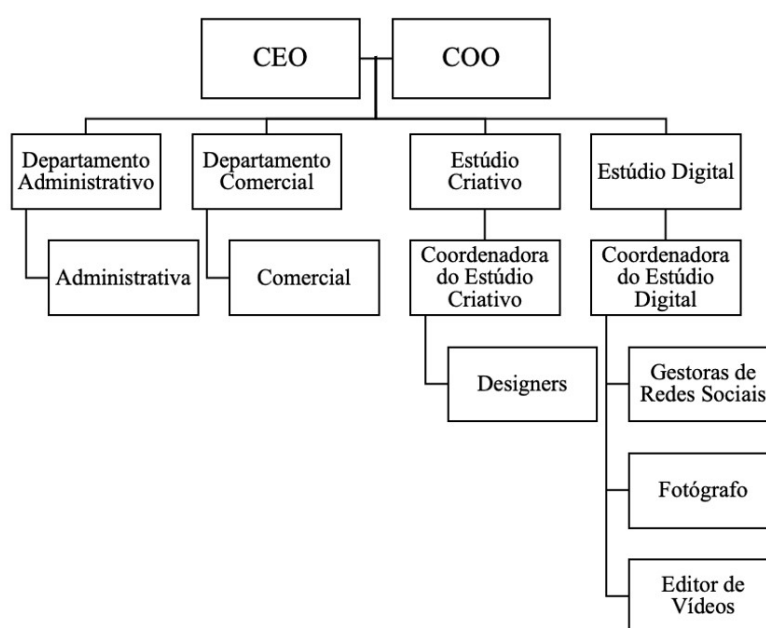 CEO
COO
Departamento
Administrativo
Departamento
Comercial
Estúdio
Criativo
Estúdio Digital
Administrativa
Comercial
Coordenadora
do Estúdio
Criativo
Coordenadora
do Estúdio
Digital
Designers
Gestoras de
Redes Sociais
Fotógrafo
Editor de
Vídeos